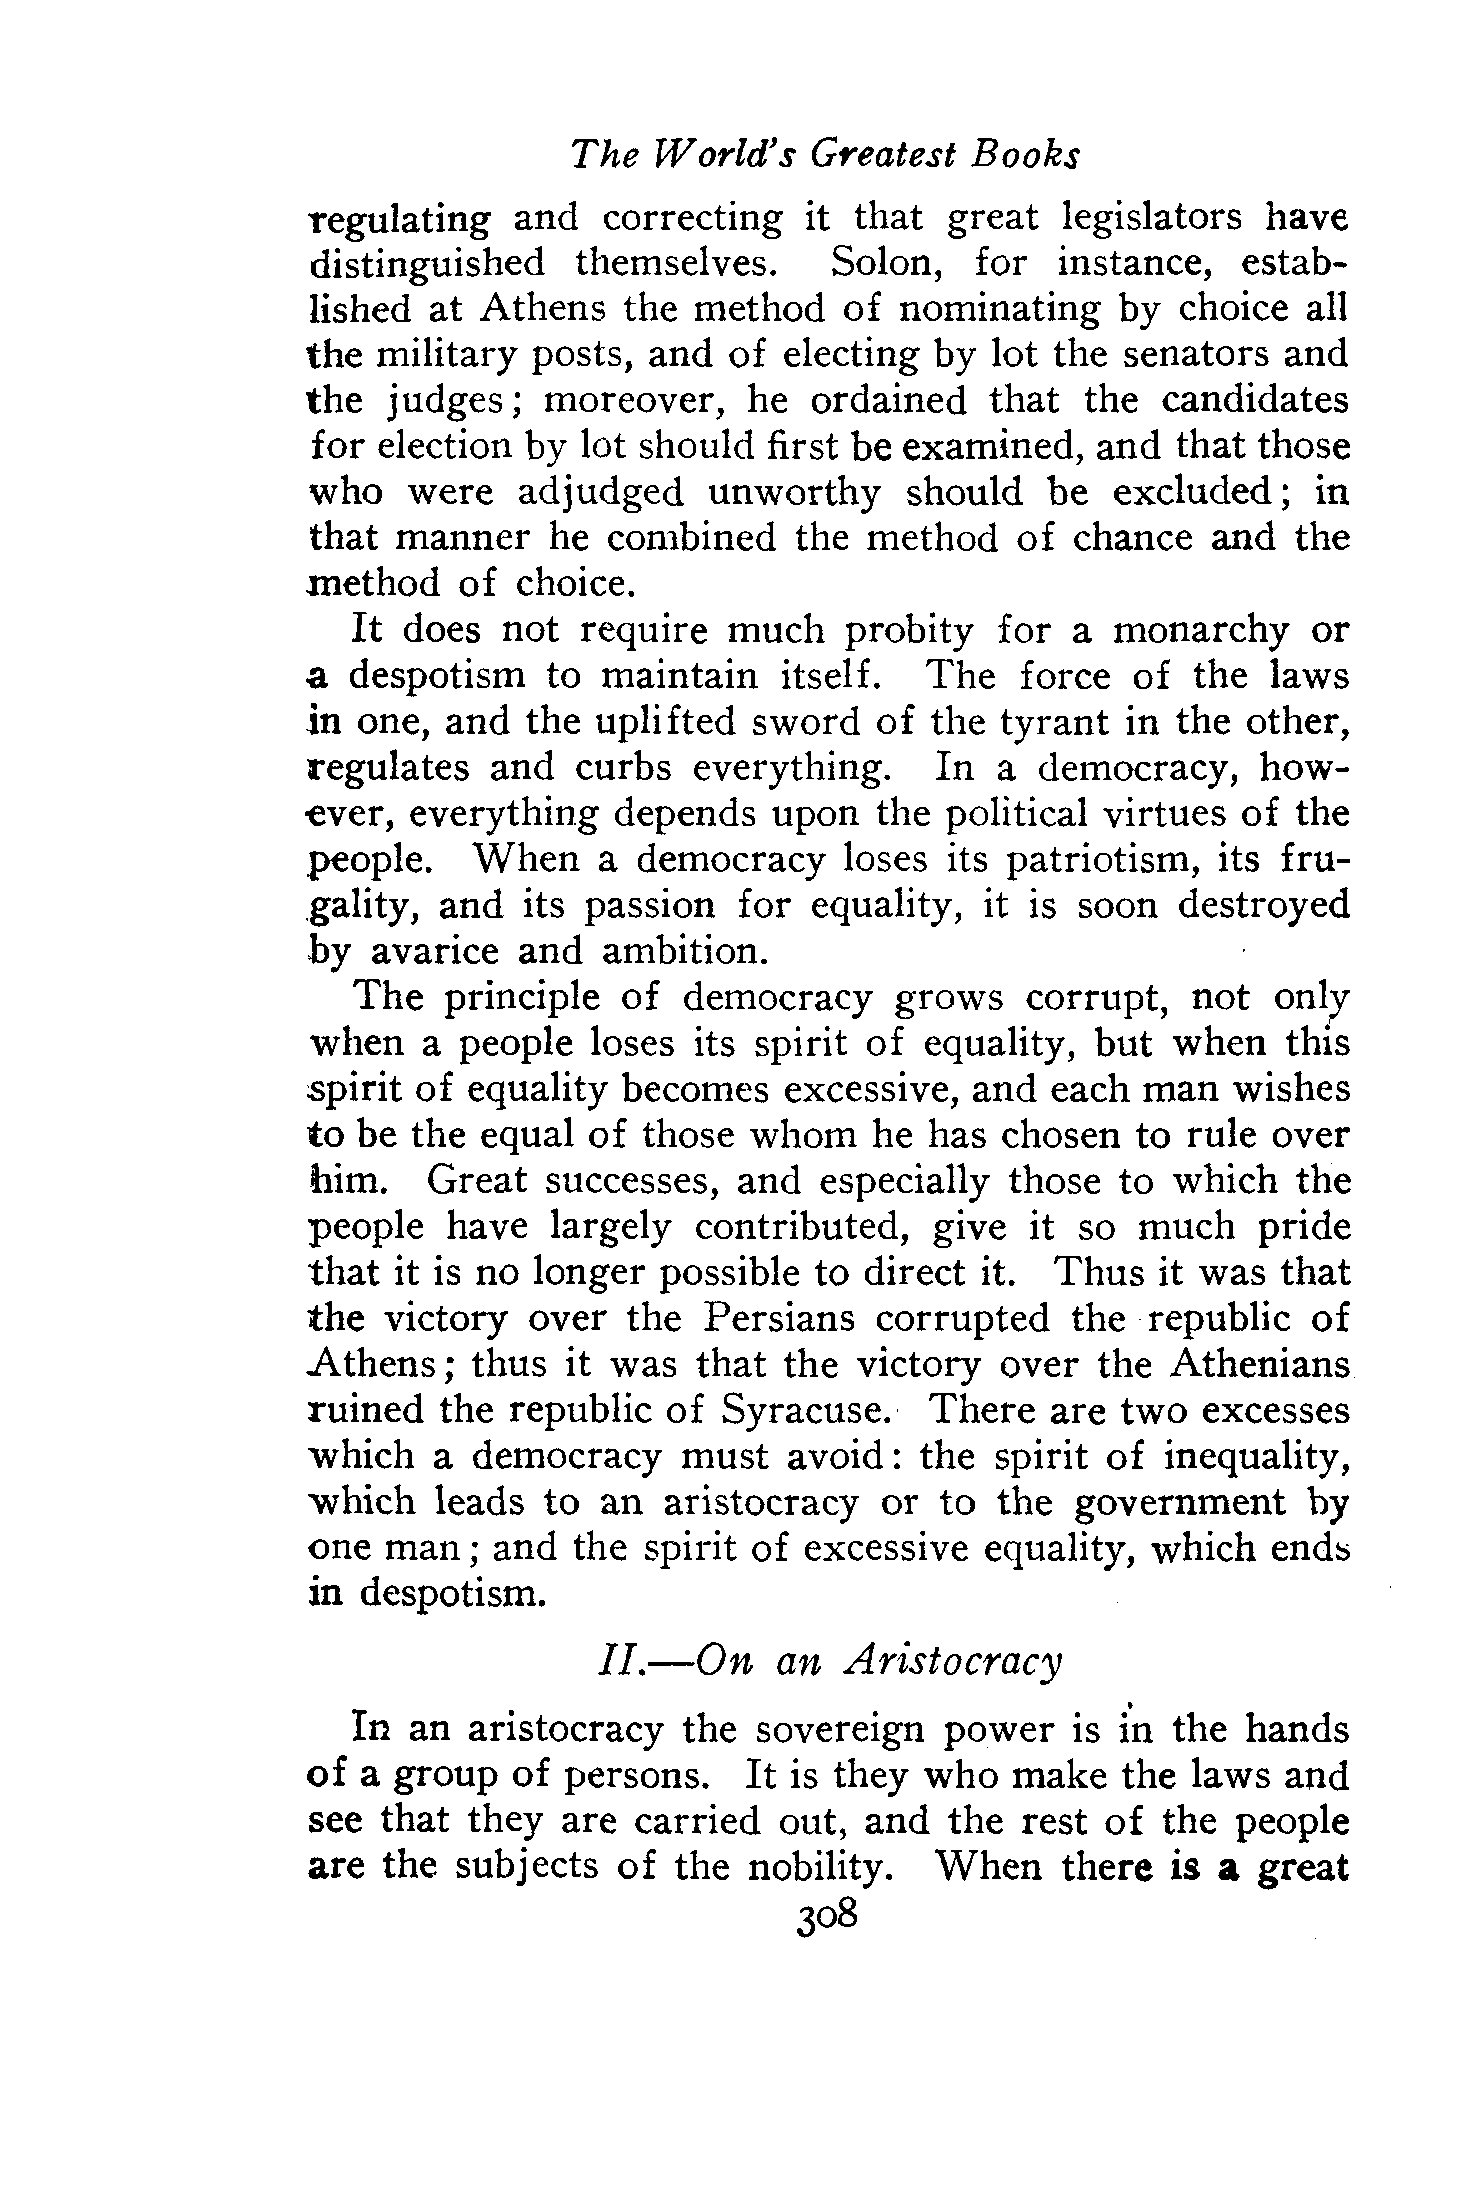 The World's Greatest Books
regulating and correcting it that great legislators have
distinguished themselves. Solon, for instance, estab-
lished at Athens the method of nominating by choice all
the military posts, and of electing by lot the senators and
the judges; moreover, he ordained that the candidates
for election by lot should first be examined, and that those
who were adjudged unworthy should be excluded; in
that manner he combined the method of chance and the
method of choice.
It does not require much probity for a monarchy or
a despotism to maintain itself. The force of the laws
in one, and the uplifted sword of the tyrant in the other,
regulates and curbs everything. In a democracy, how-
ever, everything depends upon the political virtues of the
people. When a democracy loses its patriotism, its fru-
gality, and its passion for equality, it is soon destroyed
by avarice and ambition.
The principle of democracy grows corrupt, not only
when a people loses its spirit of equality, but when this
spirit of equality becomes excessive, and each man wishes
to be the equal of those whom he has chosen to rule over
him. Great successes, and especially those to which the
people have largely contributed, give it so much pride
that it is no longer possible to direct it. Thus it was that
the victory over the Persians corrupted the republic of
Athens; thus it was that the victory over the Athenians
ruined the republic of Syracuse. There are two excesses
which a democracy must avoid: the spirit of inequality,
which leads to an aristocracy or to the government by
one man; and the spirit of excessive equality, which ends
in despotism.
II.—On an Aristocracy
In an aristocracy the sovereign power is in the hands
of a group of persons. It is they who make the laws and
see that they are carried out, and the rest of the people
are the subjects of the nobility. When there is a great
308